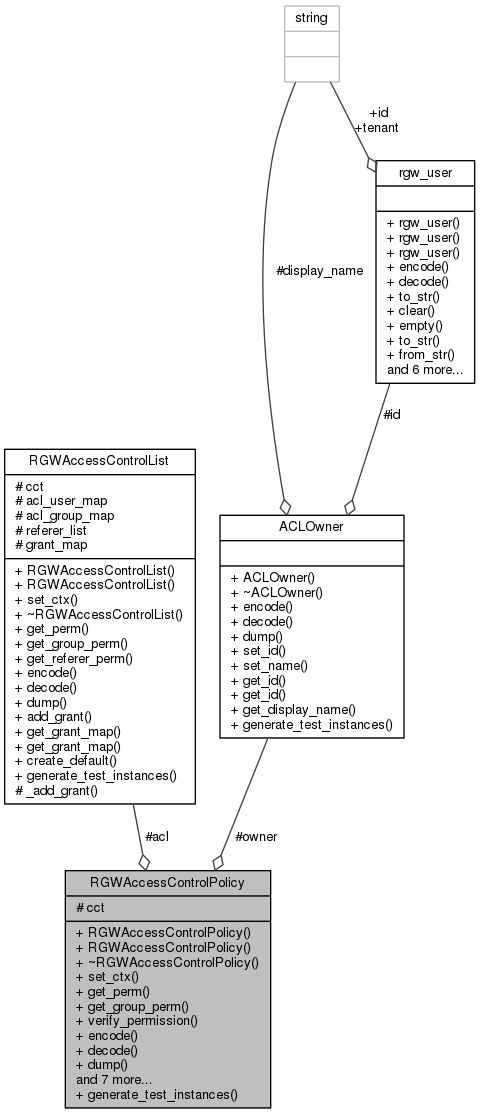 string
+id
+tenant
rgw_user
+ rgw_user()
+ rgw_user()
+ rgw_user()
+ encode()
+ decode()
+ to_str()
+ clear()
+ empty()
+ to_str()
+ from_str()
and 6 more...
#display_name
#id
RGWAccessControlList
# cct
# acl_user_map
# acl_group_map
# referer_list
# grant_map
+ RGWAccessControlList()
+ RGWAccessControlList()
+ set_ctx()
+ ~RGWAccessControlList()
+ get_perm()
+ get_group_perm()
+ get_referer_perm()
+ encode()
+ decode()
+ dump()
+ add_grant()
+ get_grant_map()
+ get_grant_map()
+ create_default()
+ generate_test_instances()
# _add_grant()
ACLOwner
+ ACLOwner()
+ ~ACLOwner()
+ encode()
+ decode()
+ dump()
+ set_id()
+ set_name()
+ get_id()
+ get_id()
+ get_display_name()
+ generate_test_instances()
#acl
#owner
RGWAccessControlPolicy
# cct
+ RGWAccessControlPolicy()
+ RGWAccessControlPolicy()
+ ~RGWAccessControlPolicy()
+ set_ctx()
+ get_perm()
+ get_group_perm()
+ verify_permission()
+ encode()
+ decode()
+ dump()
and 7 more...
+ generate_test_instances()